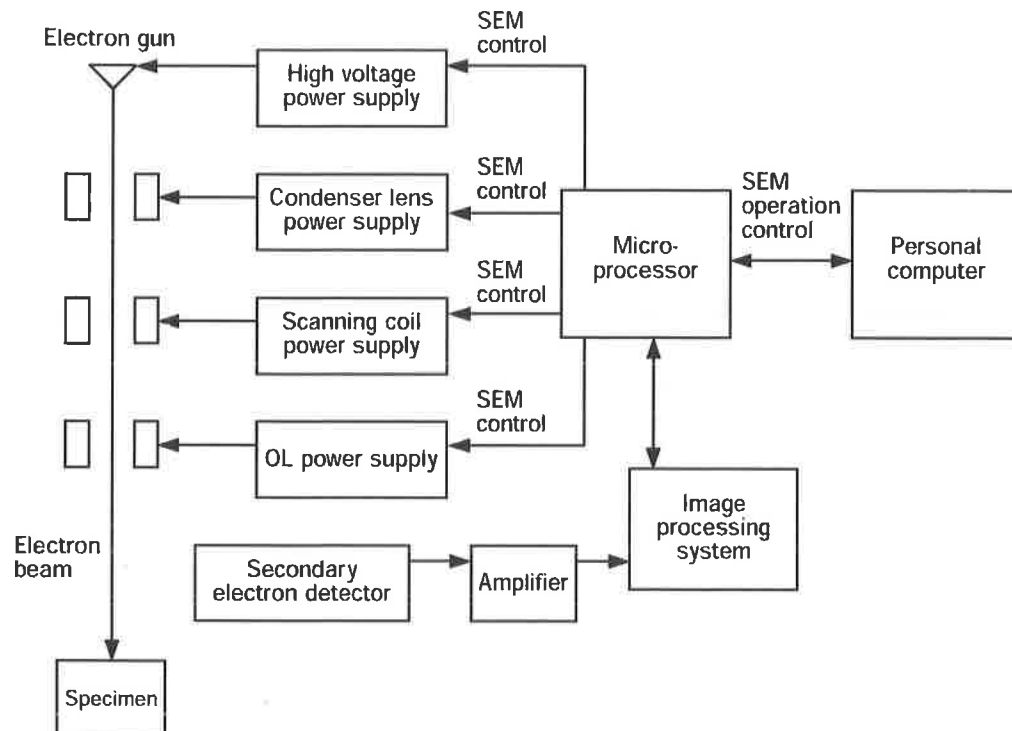 Electron gun
High voltage
power supply
SEM
control
Condenser lens
power supply
SEM
control
Scanning coil
power supply
SEM
control
OL power supply
SEM
control
Micro-
processor
SEM
operation
control
Personal
computer
Image
processing
system
Electron
beam
Secondary
electron detector
Amplifier
Specimen